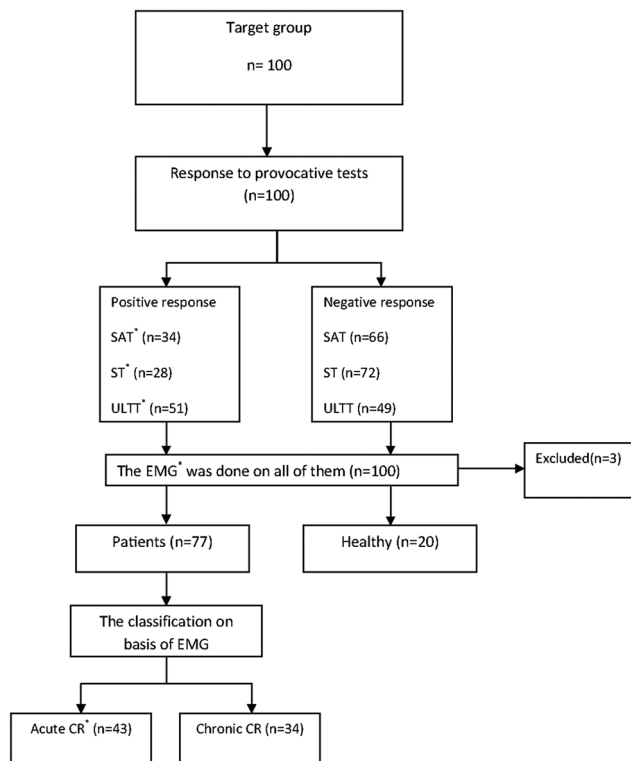 Target group
n= 100
Response to provocative tests
(n=100)
Positive response
SAT* (n=34)
ST* (n=28)
ULTT* (n=51)
Negative response
SAT (n=66)
ST (n=72)
ULTT (n=49)
The EMG* was done on all of them (n=100)
Excluded(n=3)
Patients (n=77)
Healthy (n=20)
The classification on
basis of EMG
Acute CR* (n=43)
Chronic CR (n=34)